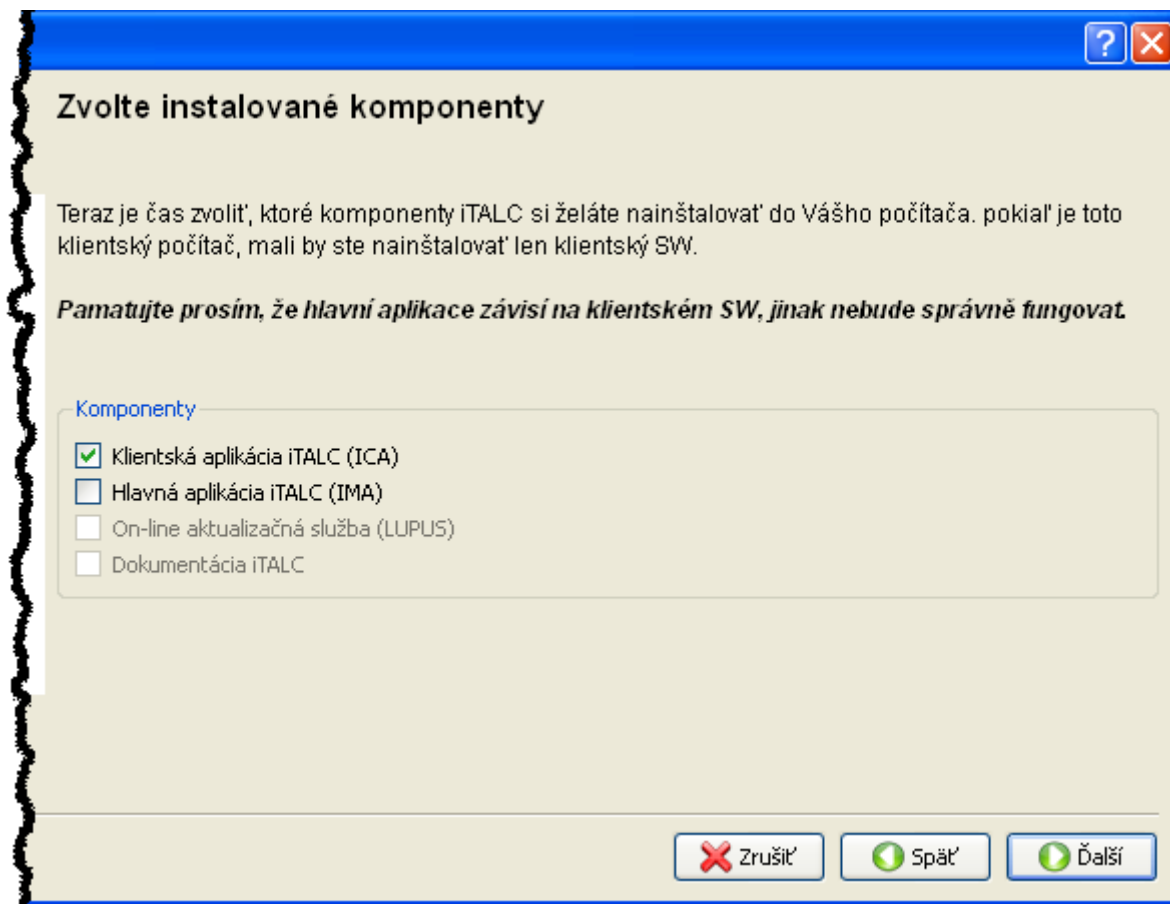 Zvolte instalované komponenty
Teraz je čas zvoliť, ktoré komponenty iTALC si želáte nainštalovať do Vášho počítača. pokiaľ je toto
klientský počítač, mali by ste nainštalovať len klientský SW.
Pamatujte prosím, že hlavní aplikace závisí na klientském SW, jinak nebude správně fungovat.
Komponenty
Klientská aplikácia iTALC (ICA)
Hlavná aplikácia iTALC (IMA)
On-line aktualizačná služba (LUPUS)
Dokumentácia iTALC
Zrušiť
Späť
Ďalší